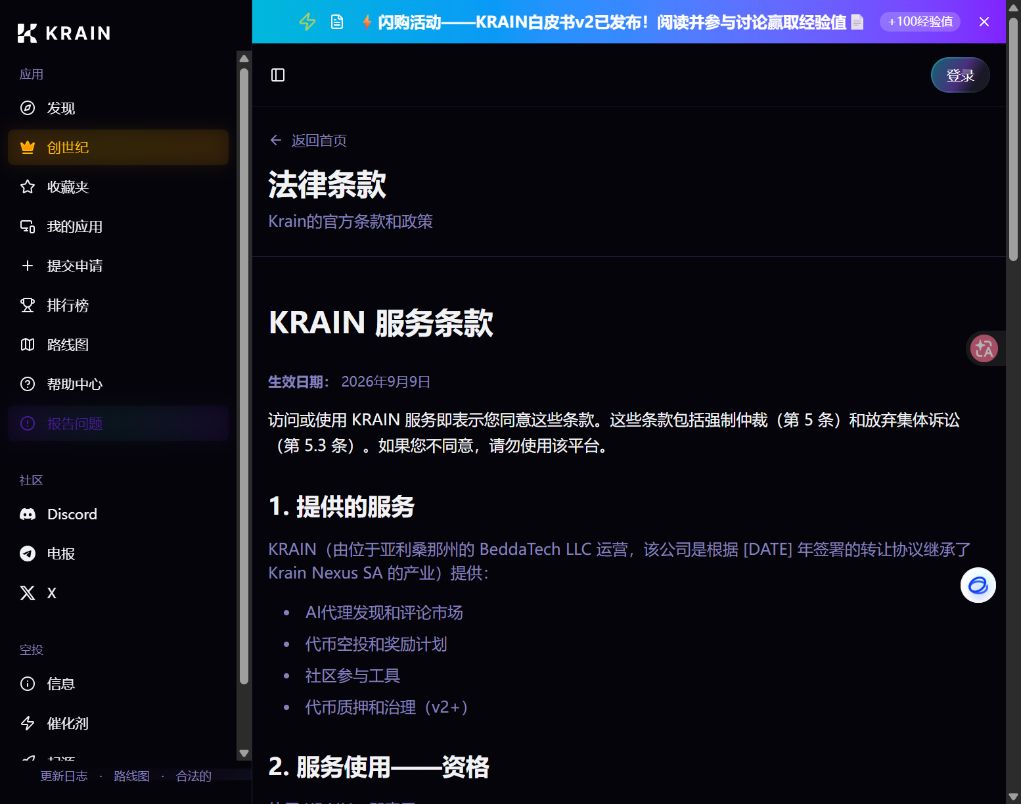 KRAIN
应用
发现
创世纪
收藏夹
我的应用
提交申请
排行榜
路线图
帮助中心
报告问题
社区
Discord
电报
X
空投
信息
催化剂
更新日志 · 路线图 · 合法的
闪购活动——KRAIN白皮书v2已发布！阅读并参与讨论赢取经验值
+100经验值
登录
返回首页
法律条款
Krain的官方条款和政策
KRAIN 服务条款
生效日期： 2026年9月9日
访问或使用 KRAIN 服务即表示您同意这些条款。这些条款包括强制仲裁（第 5 条）和放弃集体诉讼
（第 5.3 条）。如果您不同意，请勿使用该平台。
1. 提供的服务
KRAIN（由位于亚利桑那州的 BeddaTech LLC 运营，该公司是根据 [DATE] 年签署的转让协议继承了
Krain Nexus SA 的产业）提供：
AI代理发现和评论市场
代币空投和奖励计划
社区参与工具
代币质押和治理（v2+）
2. 服务使用——资格